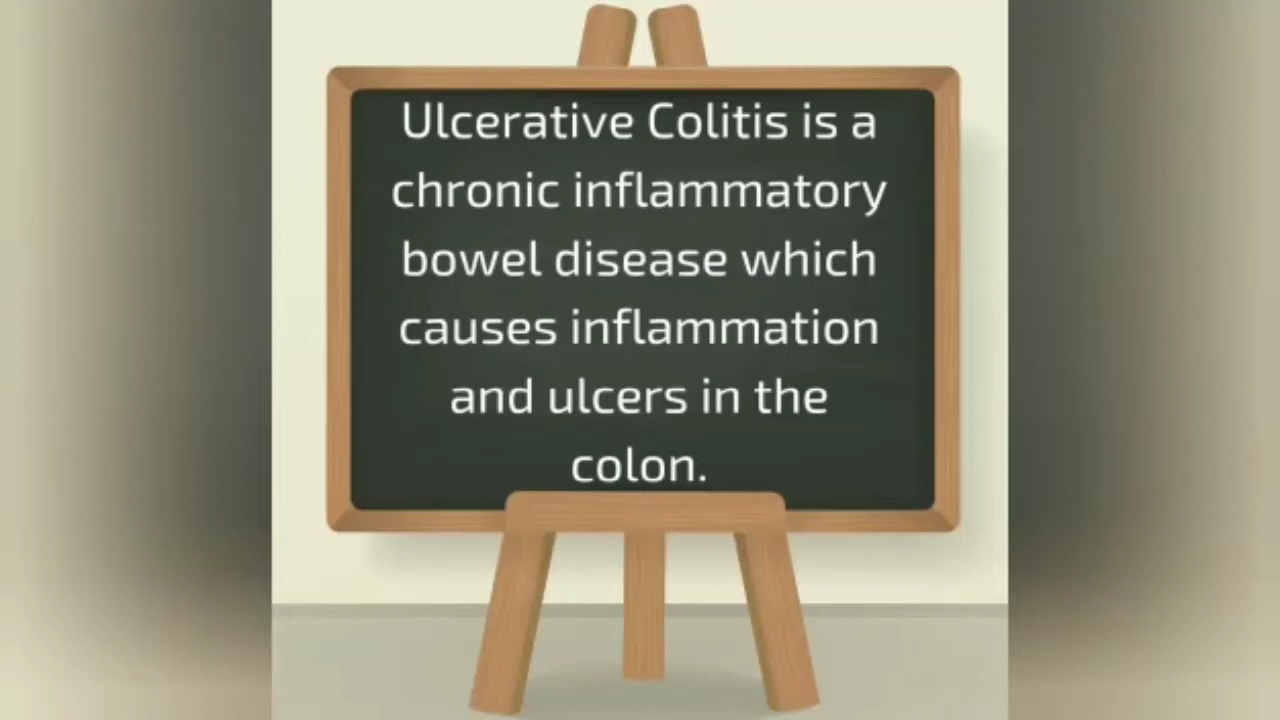 Ulcerative Colitis is a
chronic inflammatory
bowel disease which
causes inflammation
and ulcers in the
colon.